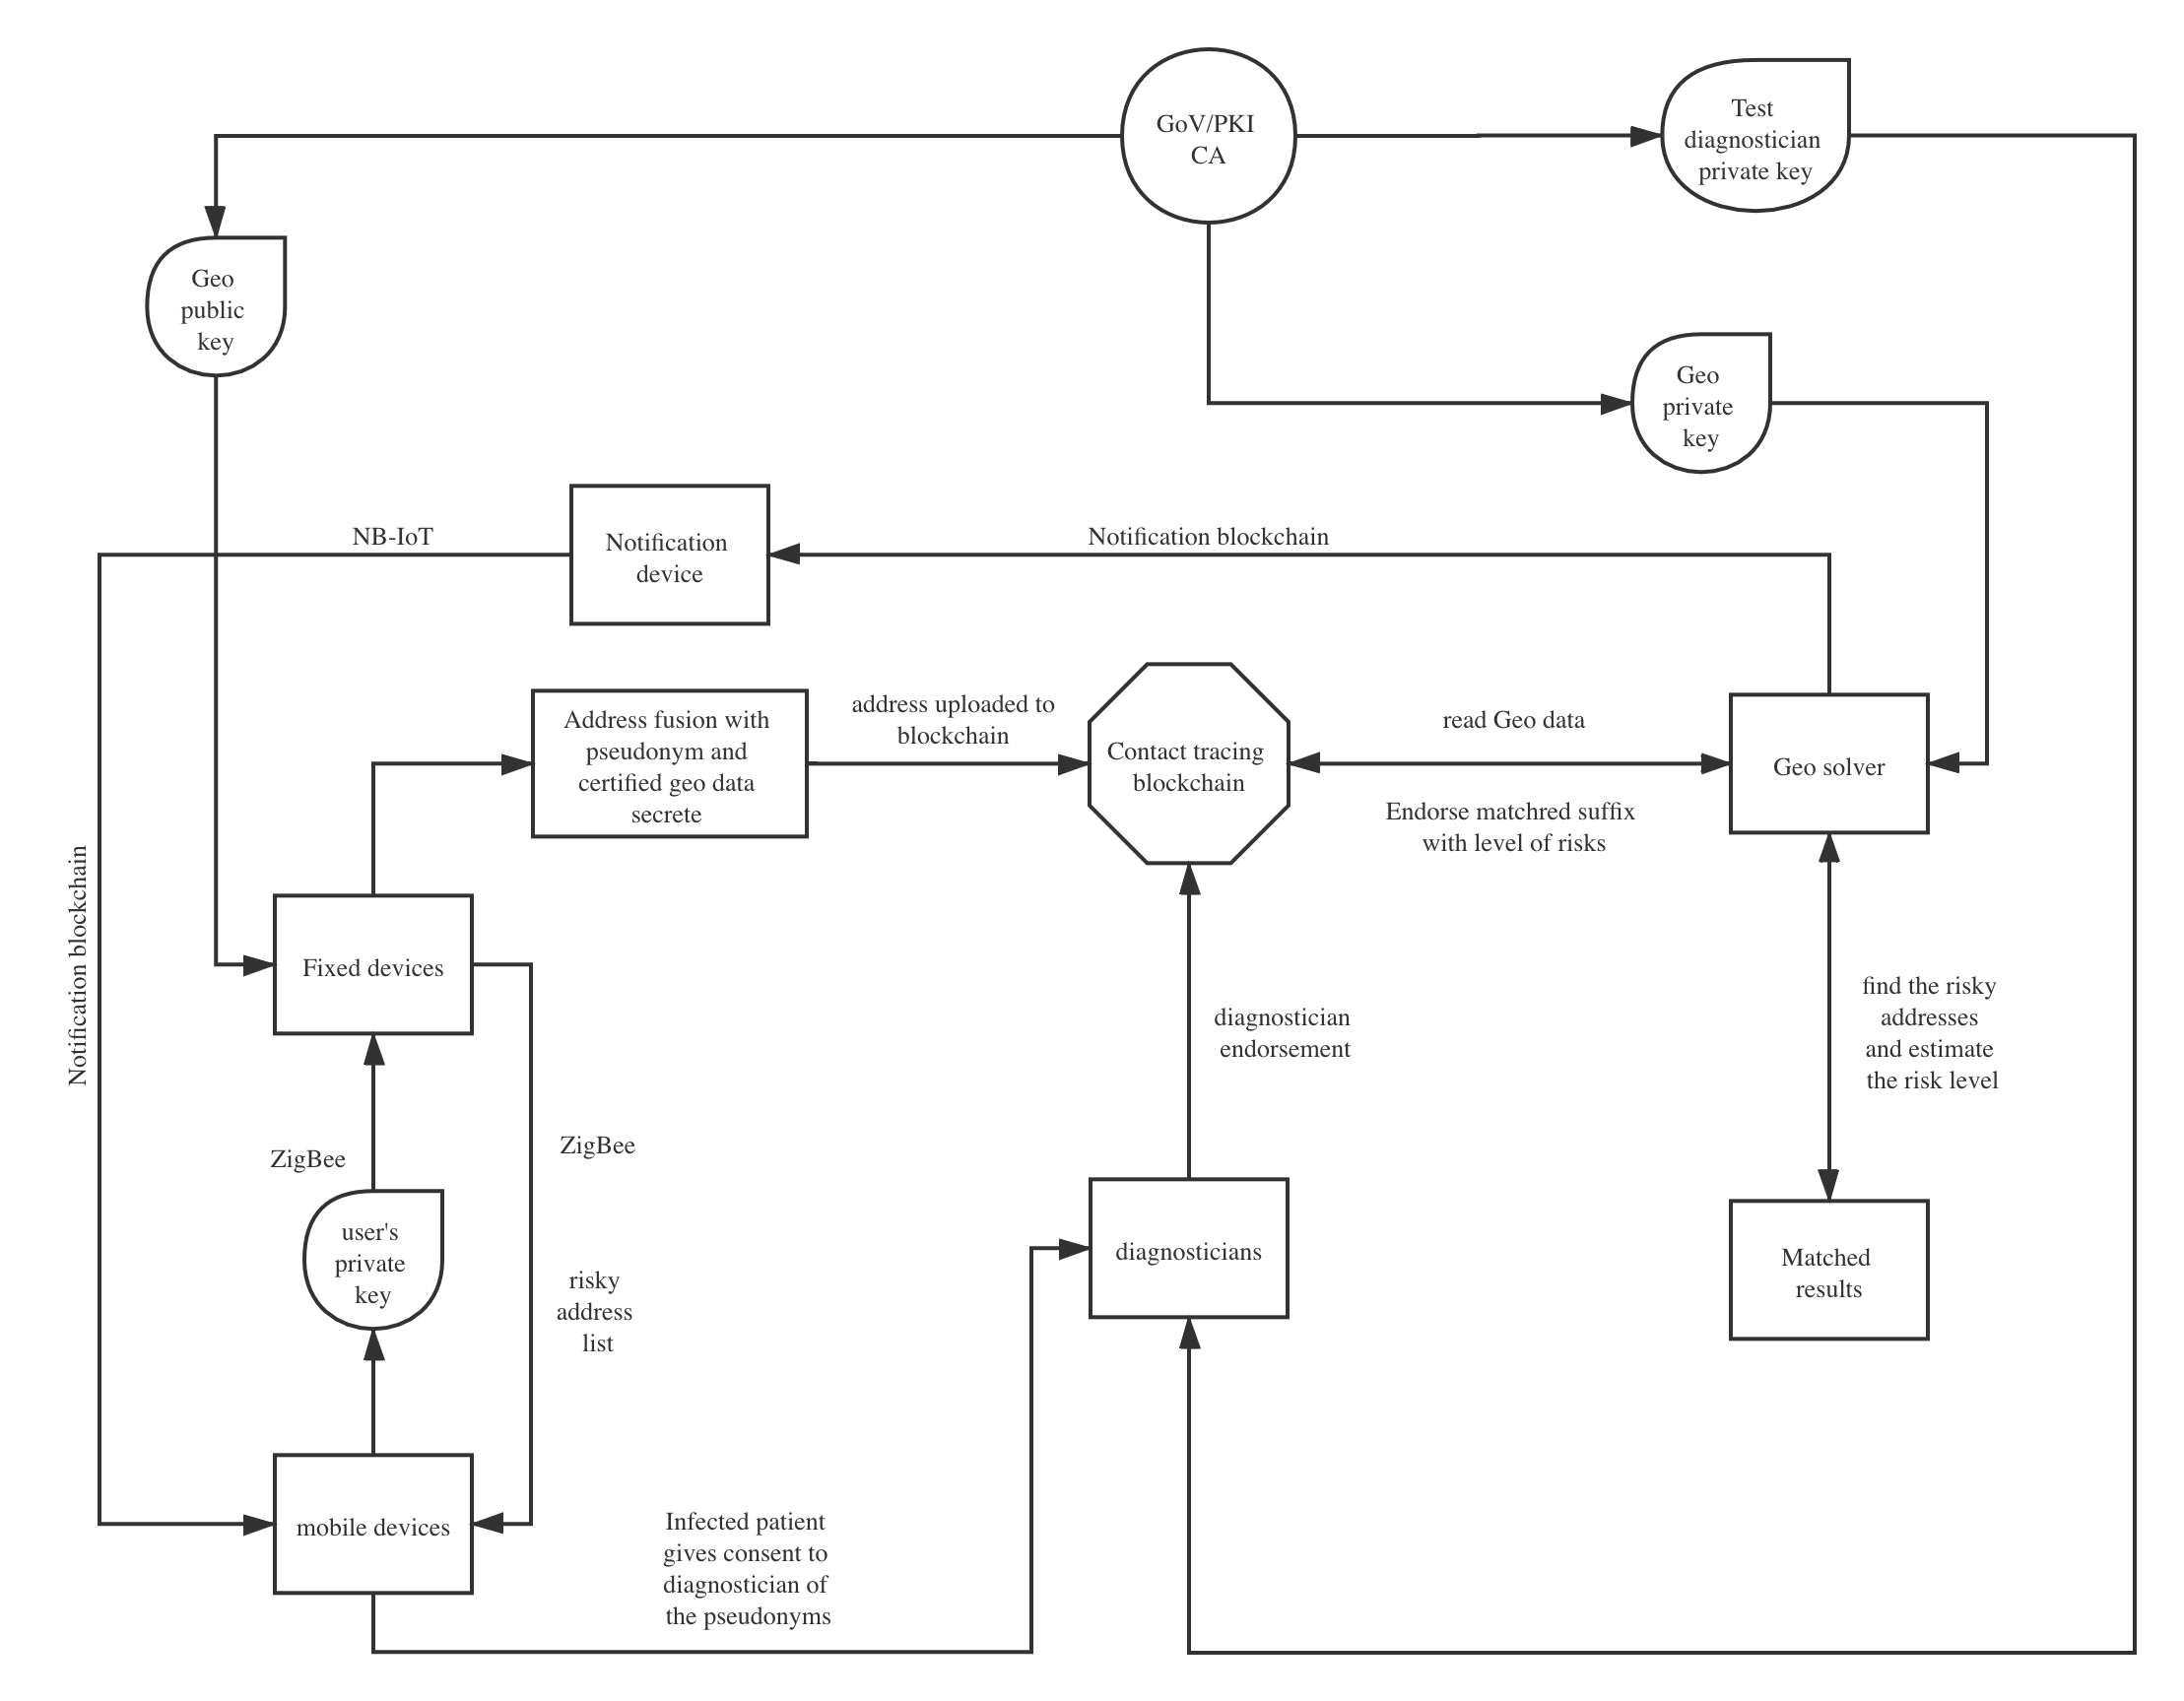 GoV/PKI
CA
Test
diagnostician
private key
Geo
public
key
Geo
private
key
NB-IoT
Notification
device
Notification blockchain
Address fusion with
pseudonym and
certified geo data
secrete
address uploaded to
blockchain
Contact tracing
blockchain
read Geo data
Endorse matchred suffix
with level of risks
Geo solver
Notification blockchain
Fixed devices
diagnostician
endorsement
find the risky
addresses
and estimate
the risk level
ZigBee
ZigBee
user's
private
key
risky
address
list
diagnosticians
Matched
results
mobile devices
Infected patient
gives consent to
diagnostician of
the pseudonyms